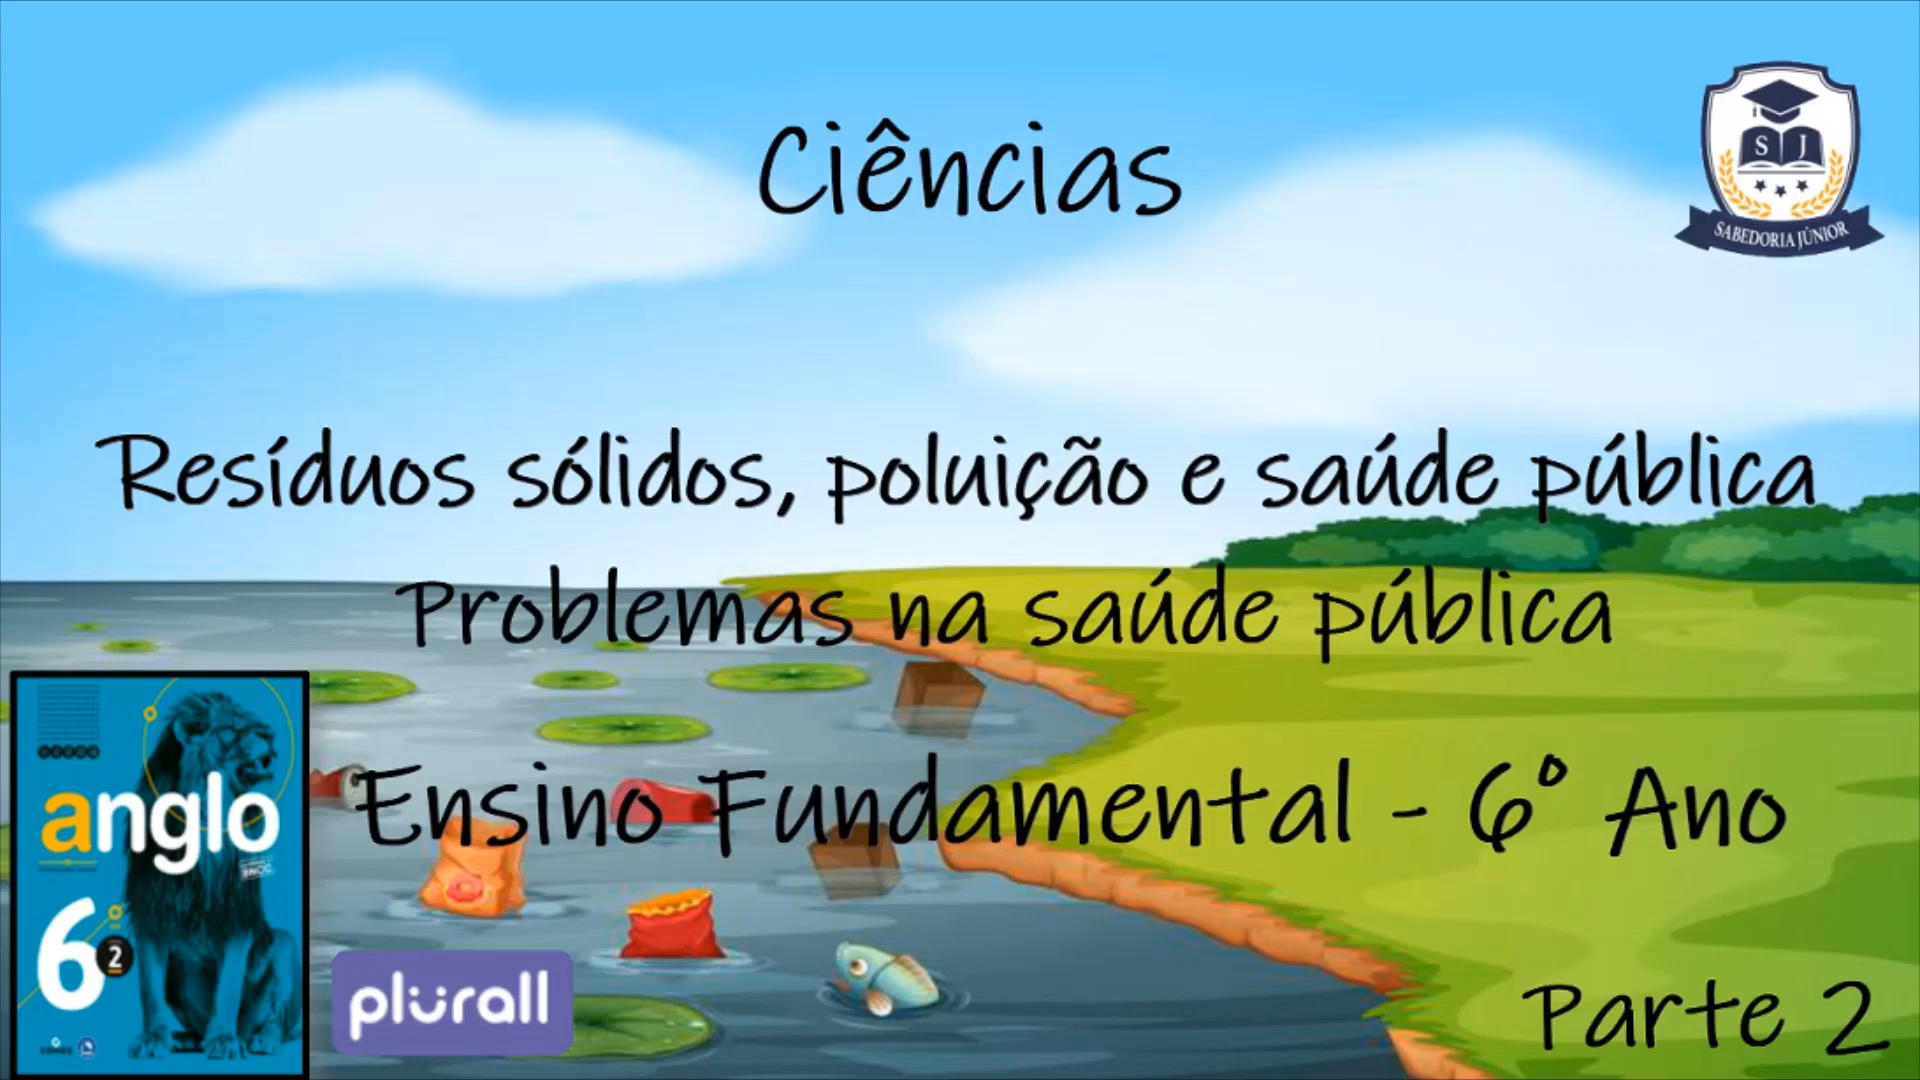 Ciências
S J
SABEDORIA JÚNIOR
Resíduos sólidos, poluição e saúde pública
Problemas na saúde pública
Ensino Fundamental - 6º Ano
anglo
BNCC
6
2
plurall
Parte 2